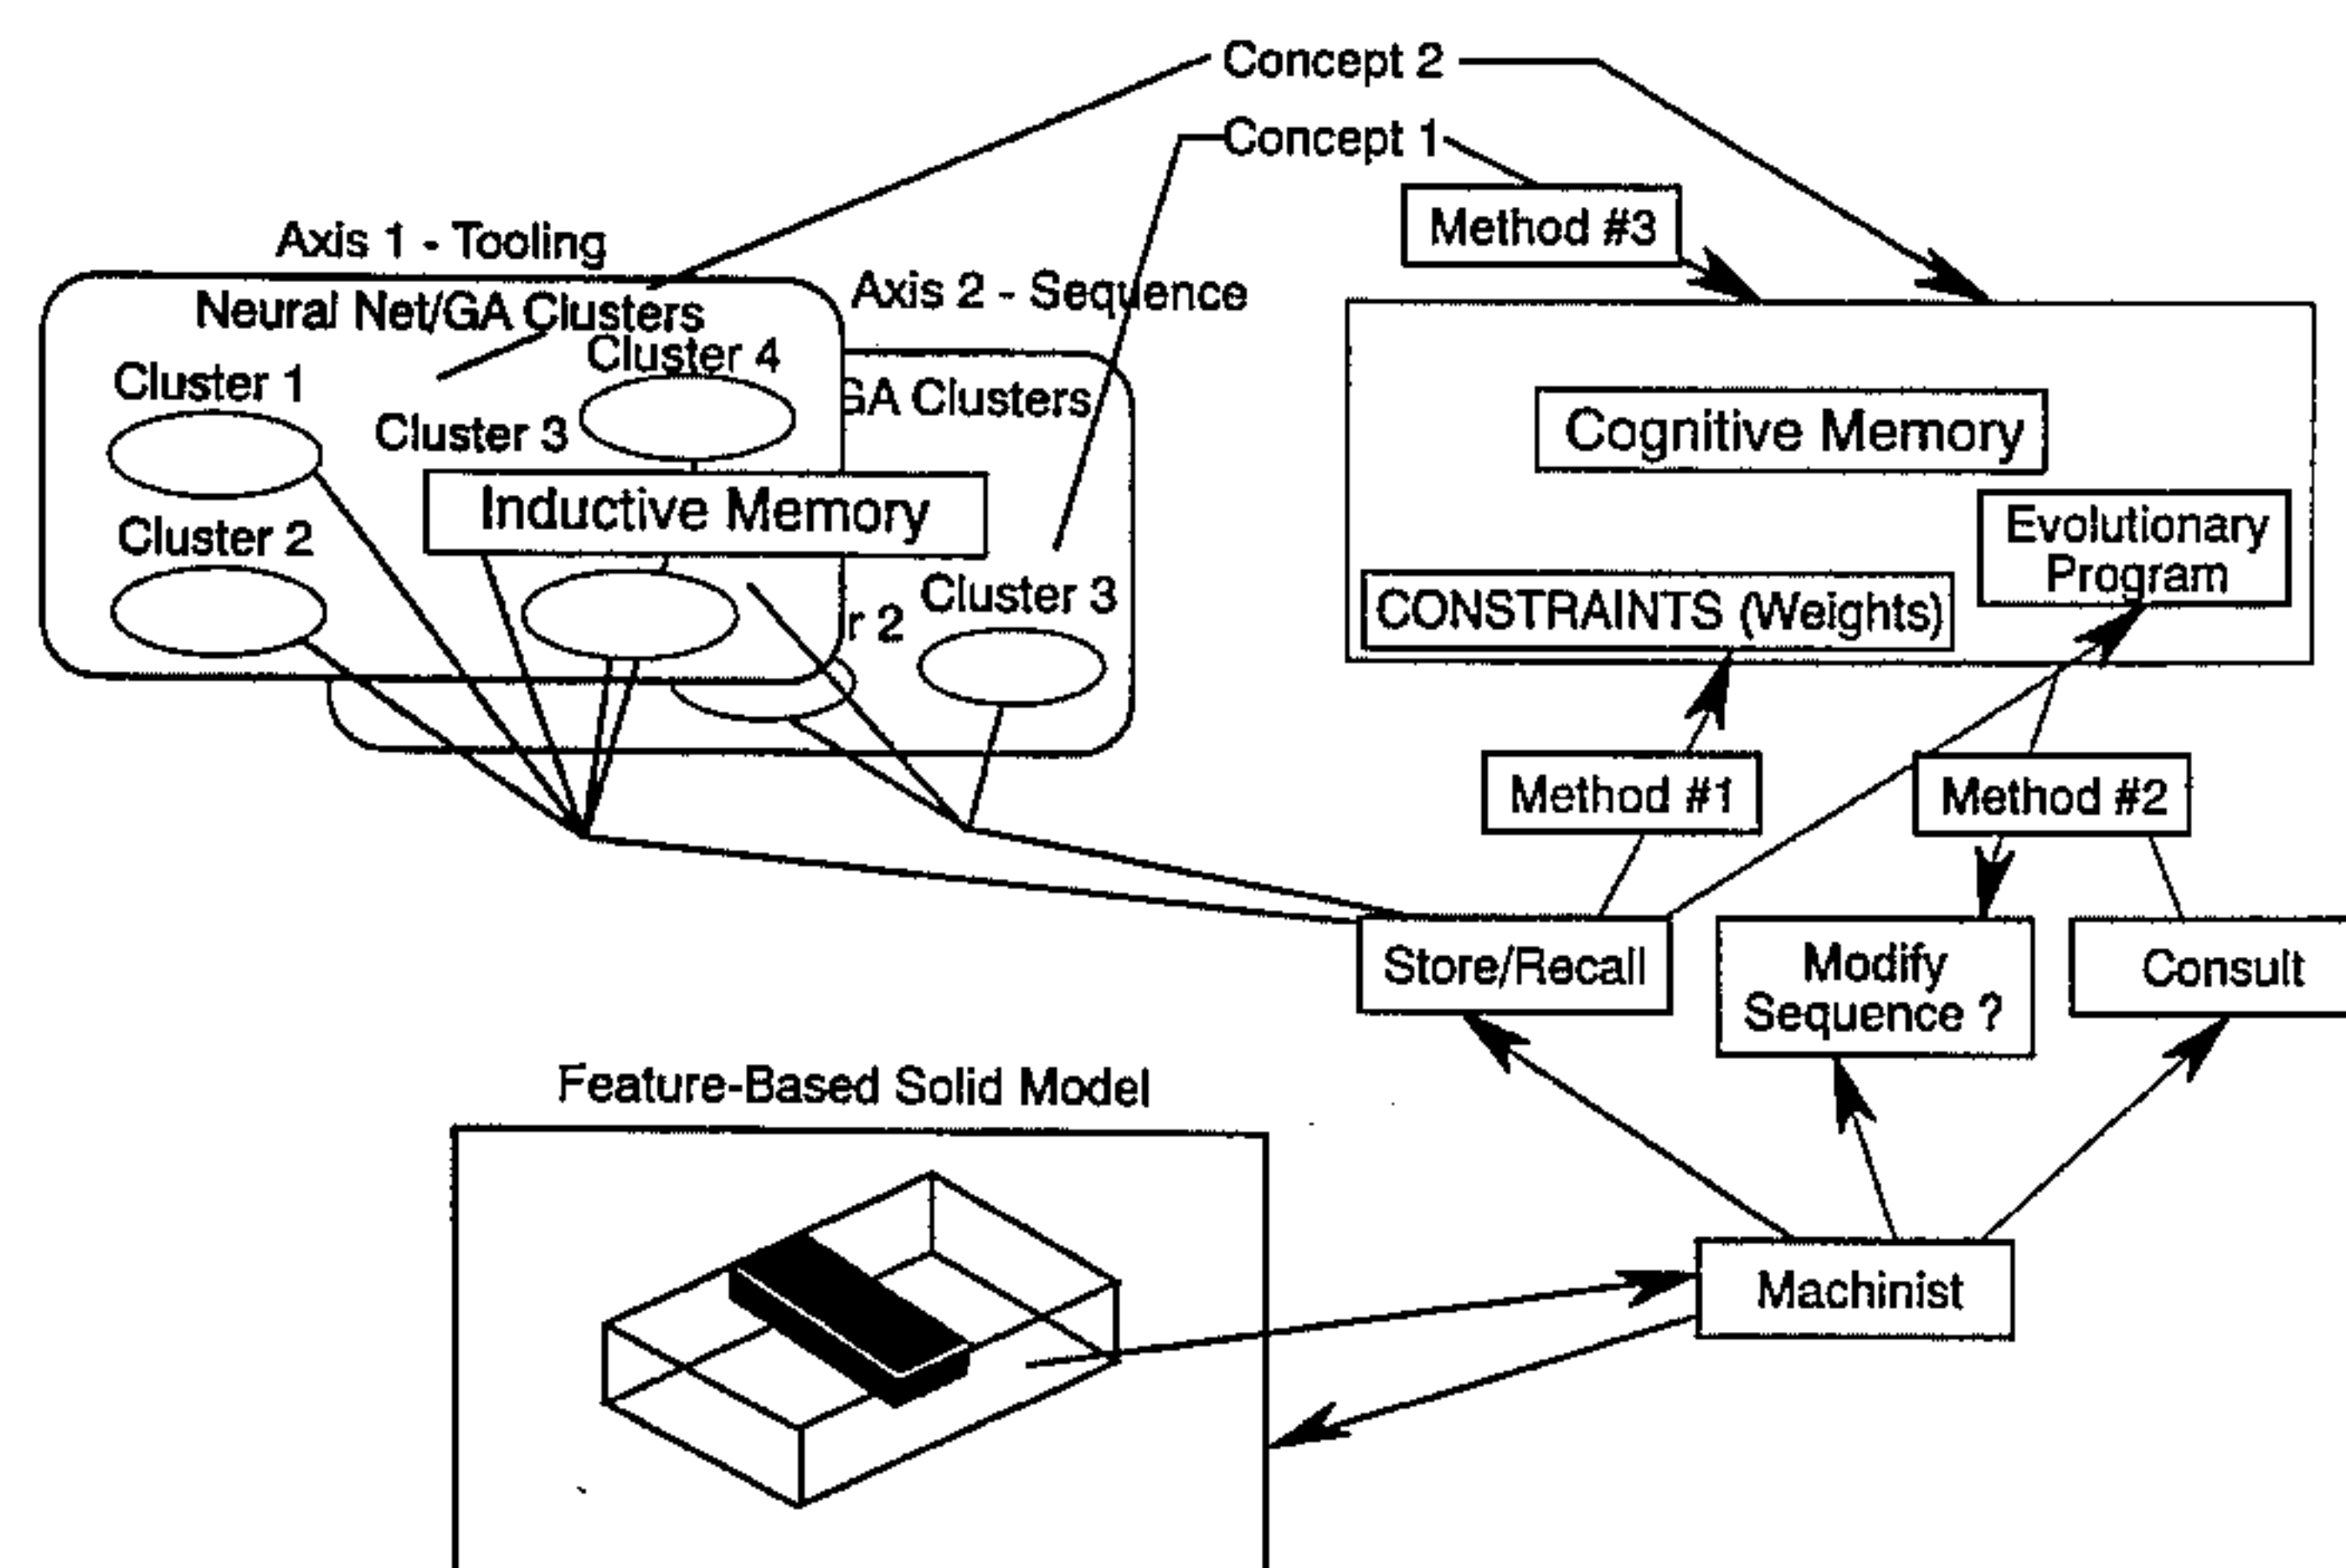 Concept 2
Concept 1
Method #3
Axis 1 - Tooling
Axis 2 - Sequence
Neural Net/GA Clusters
Cluster 4
Cluster 1
GA Clusters
Cluster 3
Cognitive Memory
Inductive Memory
Evolutionary
Program
Cluster 2
Cluster 3
CONSTRAINTS (Weights)
r 2
Method #1
Method #2
Store/Recall
Modify
Sequence ?
Consult
Feature-Based Solid Model
Machinist